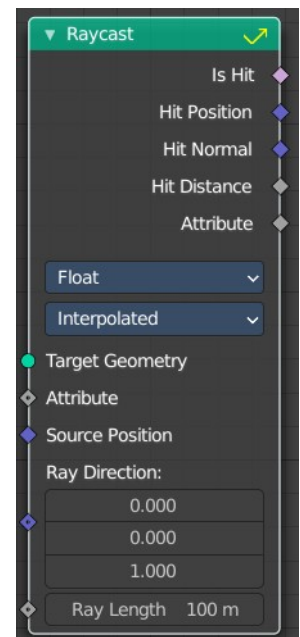 Raycast
Is Hit
Hit Position
Hit Normal
Hit Distance
Attribute
Float
Interpolated
Target Geometry
Attribute
Source Position
Ray Direction:
0.000
0.000
1.000
Ray Length 100 m